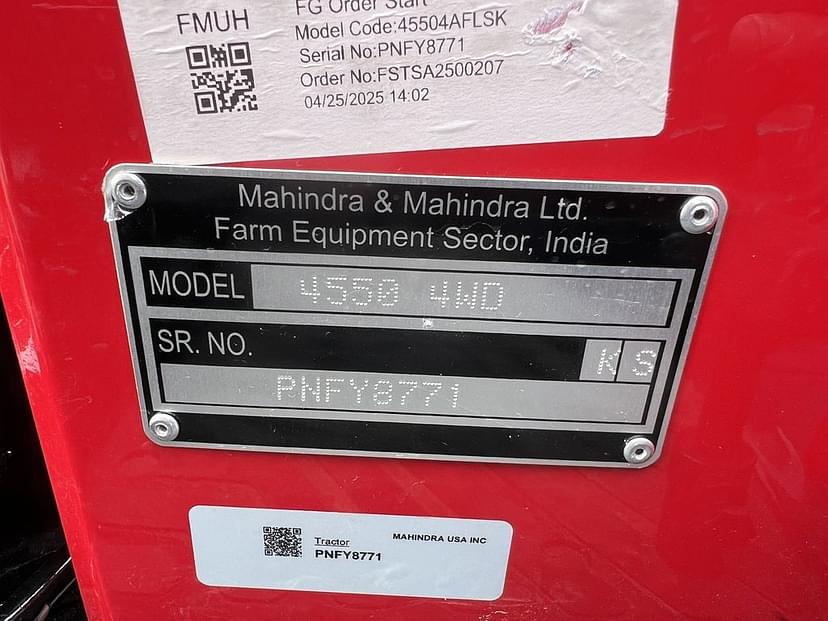 FMUH
FG Order Start
Model Code:45504AFLSK
Serial No:PNFY8771
Order No:FSTSA2500207
04/25/2025 14:02
Mahindra & Mahindra Ltd.
Farm Equipment Sector, India
MODEL 4550 4WD
SR. NO. K S
PNFY8771
Tractor MAHINDRA USA INC
PNFY8771